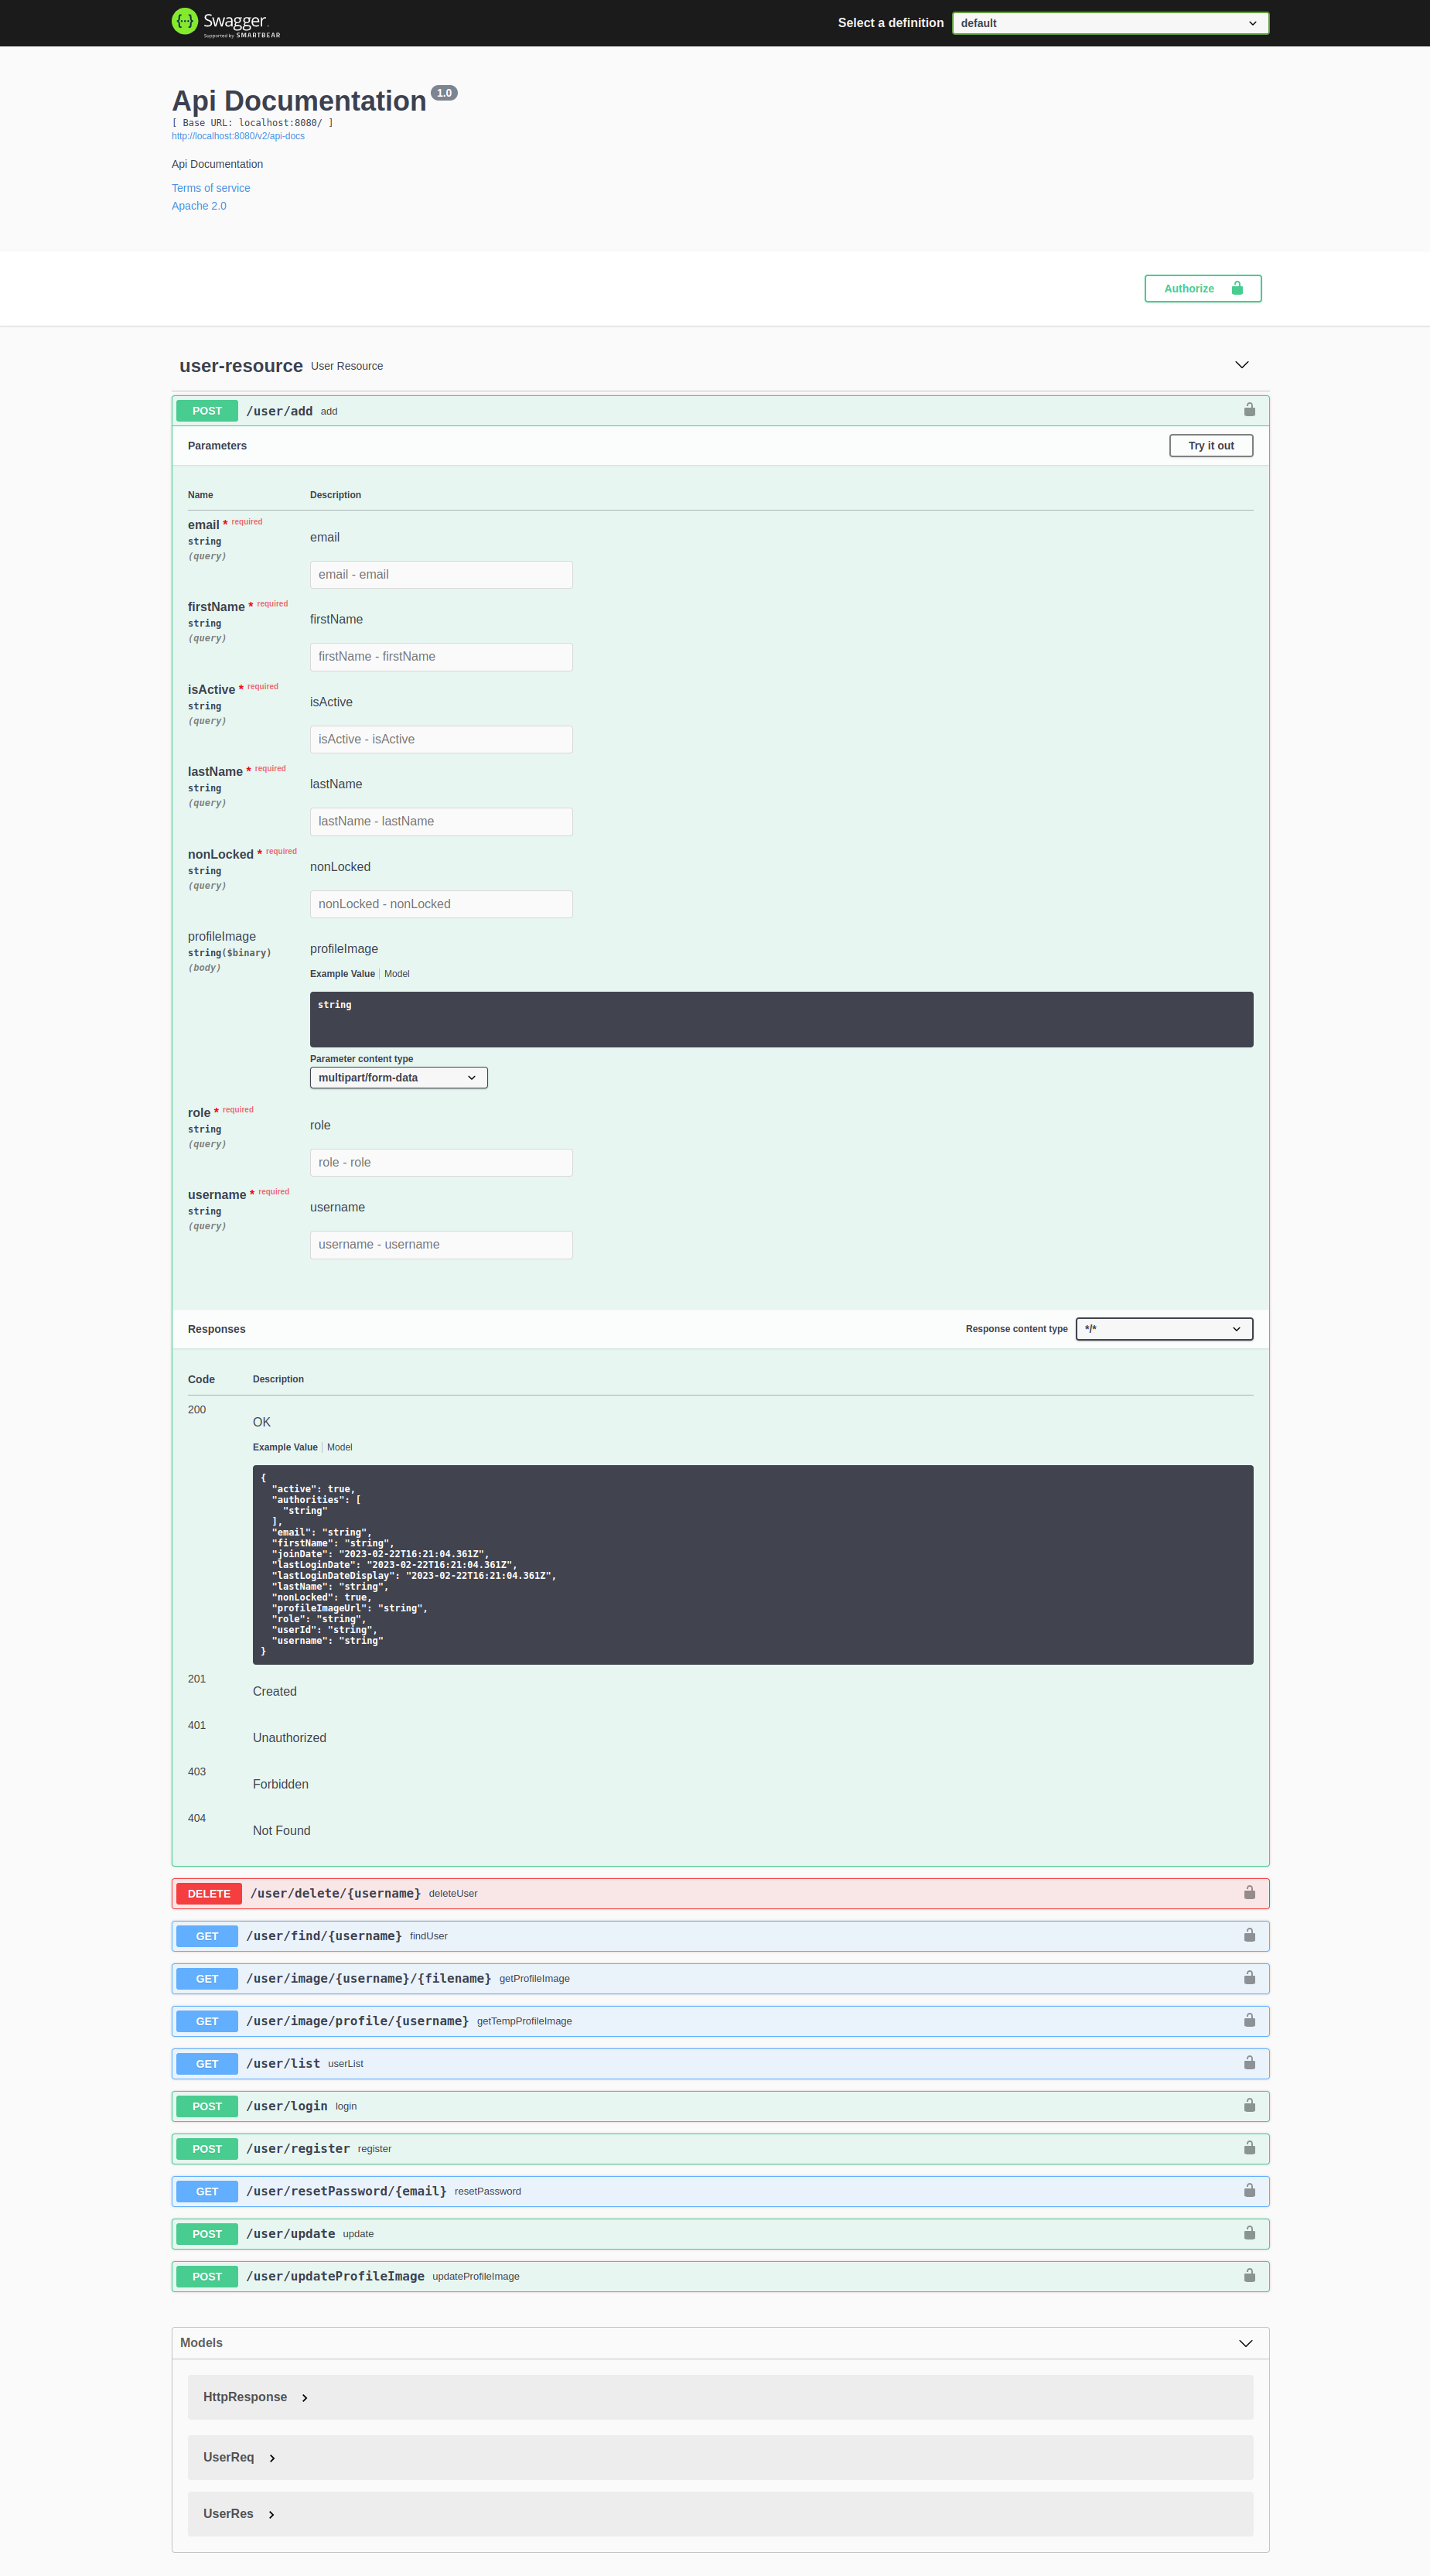 Swagger.
Supported by SMARTBEAR
Select a definition
default
Api Documentation 1.0
[ Base URL: localhost:8080/ ]
http://localhost:8080/v2/api-docs
Api Documentation
Terms of service
Apache 2.0
Authorize
user-resource User Resource
POST /user/add add
Parameters
Try it out
Name Description
email * required
string
(query)
email
email - email
firstName * required
string
(query)
firstName
firstName - firstName
isActive * required
string
(query)
isActive
isActive - isActive
lastName * required
string
(query)
lastName
lastName - lastName
nonLocked * required
string
(query)
nonLocked
nonLocked - nonLocked
profileImage
string($binary)
(body)
profileImage
Example Value Model
string
Parameter content type
multipart/form-data
role * required
string
(query)
role
role - role
username * required
string
(query)
username
username - username
Responses
Response content type */*
Code Description
200
OK
Example Value Model
{
  "active": true,
  "authorities": [
    "string"
  ],
  "email": "string",
  "firstName": "string",
  "joinDate": "2023-02-22T16:21:04.361Z",
  "lastLoginDate": "2023-02-22T16:21:04.361Z",
  "lastLoginDateDisplay": "2023-02-22T16:21:04.361Z",
  "lastName": "string",
  "nonLocked": true,
  "profileImageUrl": "string",
  "role": "string",
  "userId": "string",
  "username": "string"
}
201
Created
401
Unauthorized
403
Forbidden
404
Not Found
DELETE /user/delete/{username} deleteUser
GET /user/find/{username} findUser
GET /user/image/{username}/{filename} getProfileImage
GET /user/image/profile/{username} getTempProfileImage
GET /user/list userList
POST /user/login login
POST /user/register register
GET /user/resetPassword/{email} resetPassword
POST /user/update update
POST /user/updateProfileImage updateProfileImage
Models
HttpResponse
UserReq
UserRes